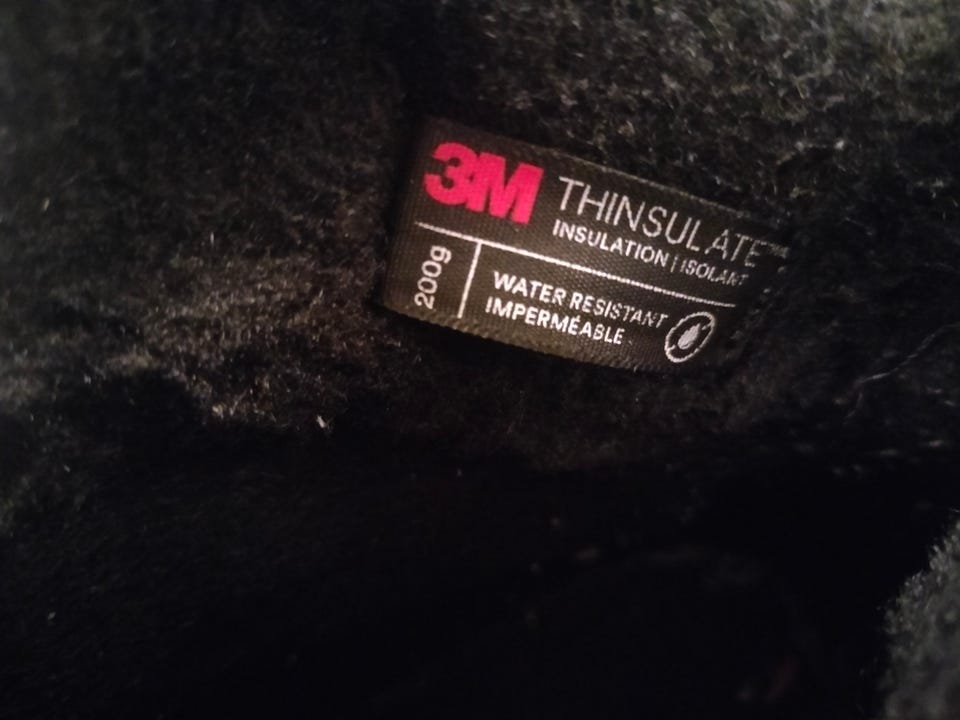 3M THINSULATE™
INSULATION | ISOLANT
200g
WATER RESISTANT
IMPERMÉABLE